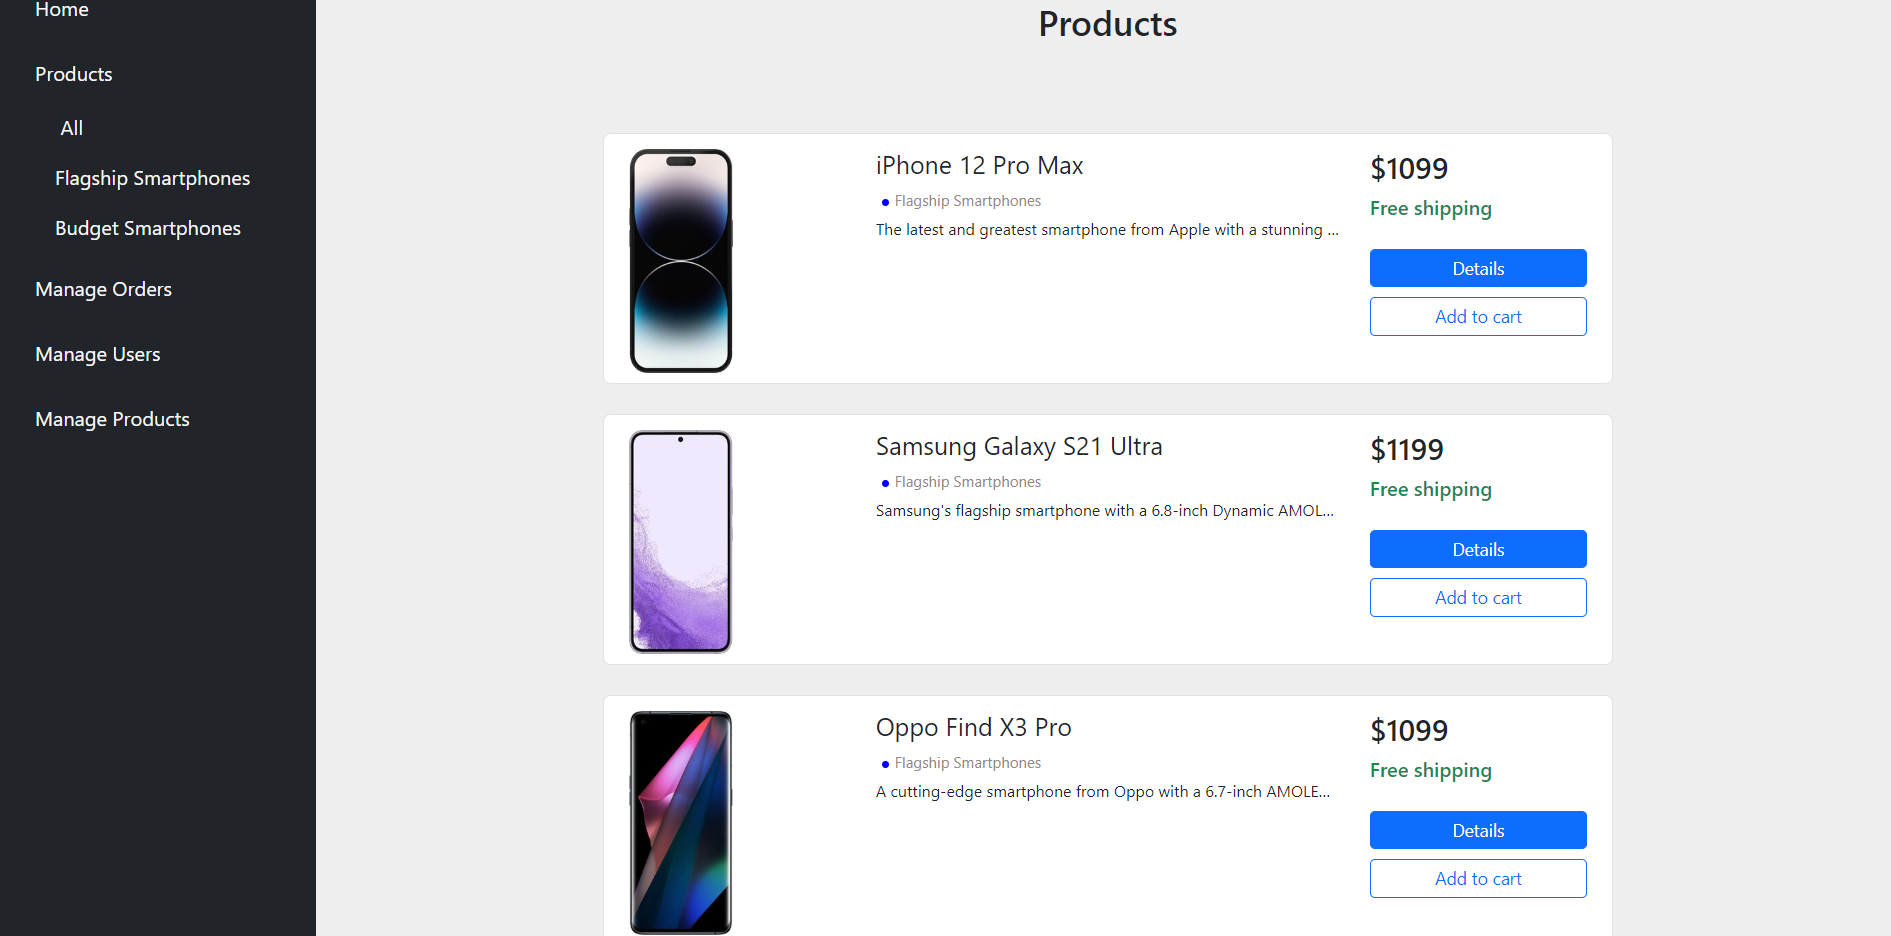 Home
Products
All
Flagship Smartphones
Budget Smartphones
Manage Orders
Manage Users
Manage Products
Products
iPhone 12 Pro Max
Flagship Smartphones
The latest and greatest smartphone from Apple with a stunning ...
$1099
Free shipping
Details
Add to cart
Samsung Galaxy S21 Ultra
Flagship Smartphones
Samsung's flagship smartphone with a 6.8-inch Dynamic AMOL...
$1199
Free shipping
Details
Add to cart
Oppo Find X3 Pro
Flagship Smartphones
A cutting-edge smartphone from Oppo with a 6.7-inch AMOLE...
$1099
Free shipping
Details
Add to cart